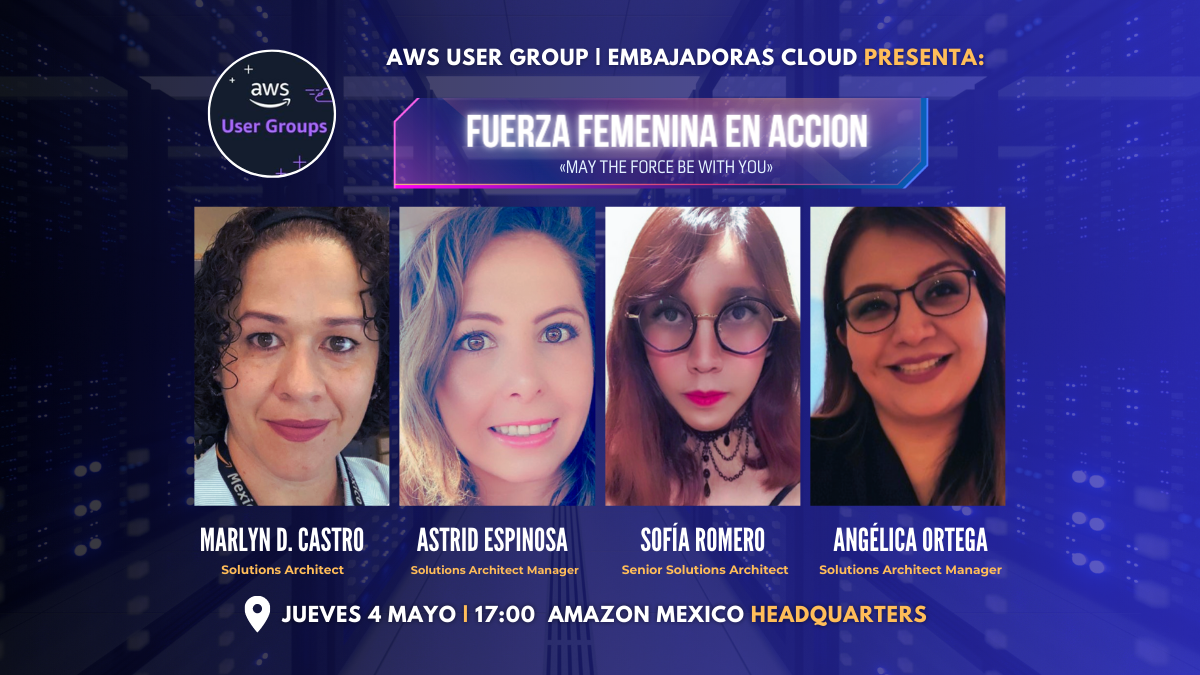 AWS USER GROUP | EMBAJADORAS CLOUD PRESENTA:
aws
User Groups
FUERZA FEMENINA EN ACCION
«MAY THE FORCE BE WITH YOU»
MARLYN D. CASTRO
Solutions Architect
ASTRID ESPINOSA
Solutions Architect Manager
SOFÍA ROMERO
Senior Solutions Architect
ANGÉLICA ORTEGA
Solutions Architect Manager
JUEVES 4 MAYO | 17:00 AMAZON MEXICO HEADQUARTERS